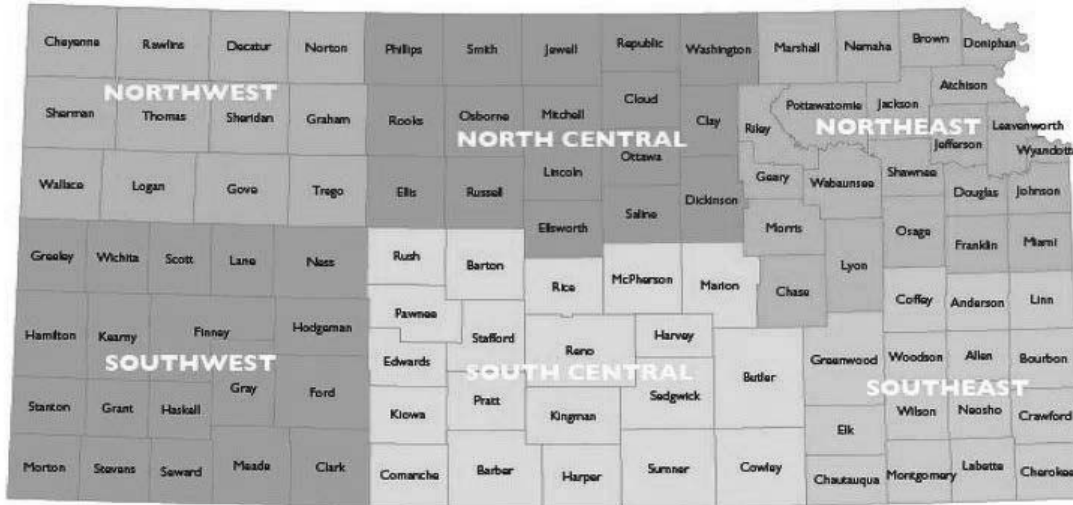 Cheyenne Rawlins Decatur Norton Phillips Smith Jewell Republic Washington Marshall Nemaha Brown Doniphan
Atchison
NORTHWEST
Cloud Pottawatomie Jackson
Sherman Thomas Sheridan Graham Rooks Osborne Mitchell Clay Riley NORTHEAST Leavenworth
NORTH CENTRAL
Jefferson Wyandott
Ottawa
Lincoln Geary Wabaunsee Shawnee
Wallace Logan Gove Trego Ellis Russell Dickinson Douglas Johnson
Saline
Ellsworth Morris Osage
Greeley Wichita Scott Lane Ness Rush Barton Lyon Franklin Miami
Rice McPherson Marion Chase
Coffey Anderson Linn
Pawnee
Hamilton Kearny Finney Hodgeman Stafford Harvey
Edwards Reno Greenwood Woodson Allen Bourbon
SOUTHWEST SOUTH CENTRAL Butler SOUTHEAST
Gray Ford Sedgwick
Stanton Grant Haskell Kiowa Pratt Kingman Wilson Neosho Crawford
Elk
Morton Stevens Seward Meade Clark Comanche Barber Harper Sumner Cowley Chautauqua Montgomery Labette Cherokee